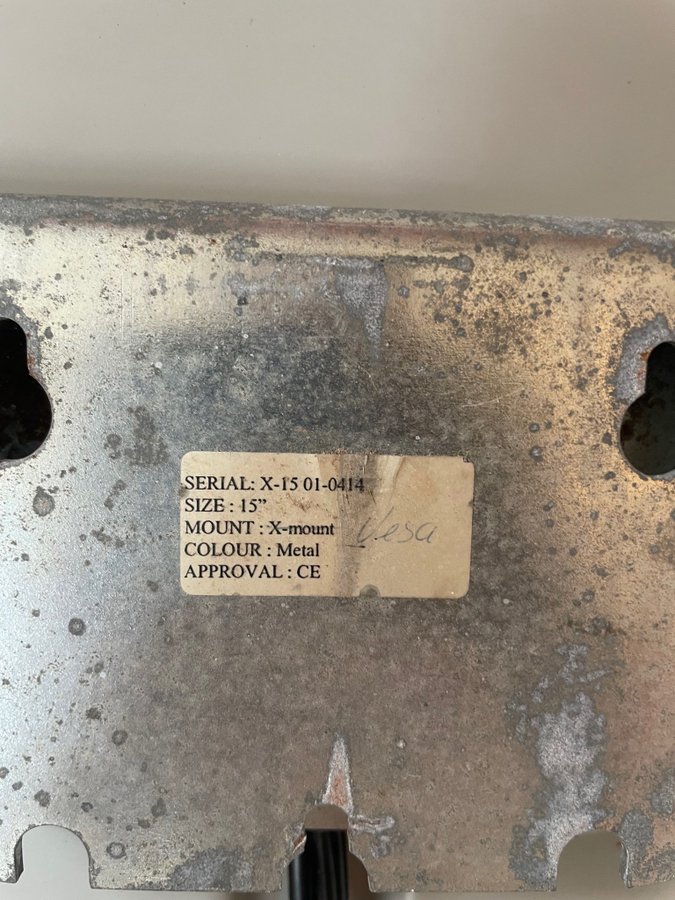 SERIAL: X-15 01-0414
SIZE : 15”
MOUNT : X-mount Vesa
COLOUR : Metal
APPROVAL : CE